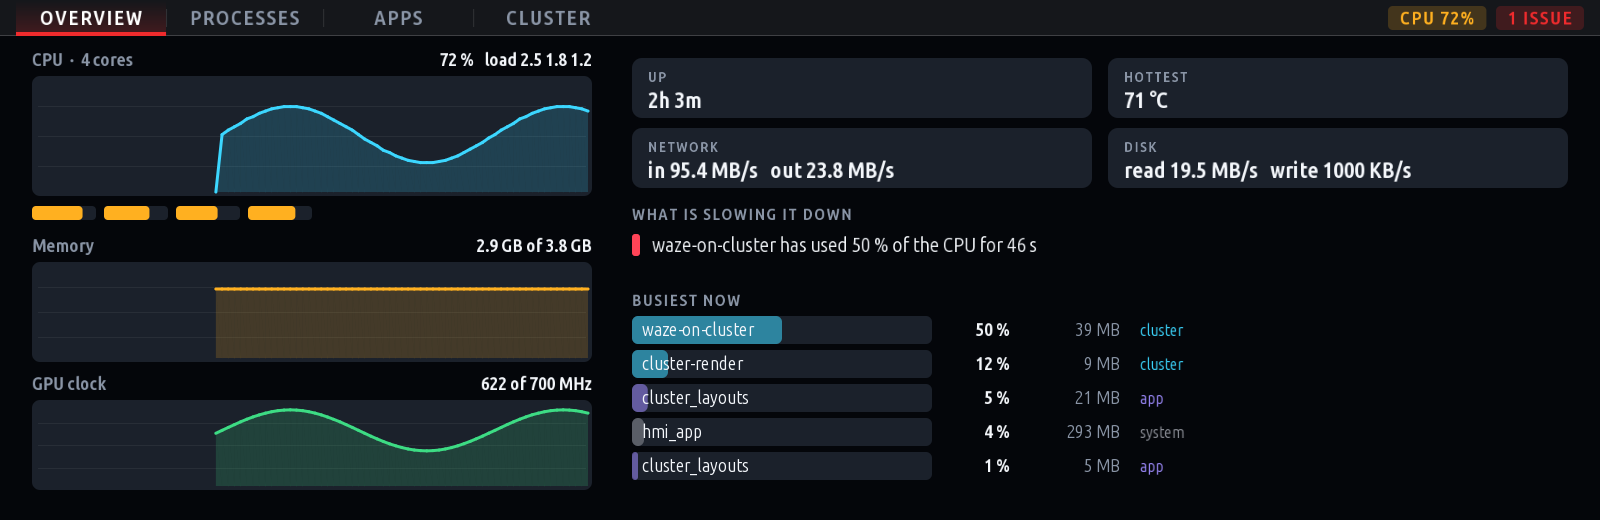 OVERVIEW PROCESSES APPS CLUSTER CPU 72% 1 ISSUE
CPU · 4 cores 72 % load 2.5 1.8 1.2
Memory 2.9 GB of 3.8 GB
GPU clock 622 of 700 MHz
UP
2h 3m
HOTTEST
71 °C
NETWORK
in 95.4 MB/s out 23.8 MB/s
DISK
read 19.5 MB/s write 1000 KB/s
WHAT IS SLOWING IT DOWN
waze-on-cluster has used 50 % of the CPU for 46 s
BUSIEST NOW
waze-on-cluster 50 % 39 MB cluster
cluster-render 12 % 9 MB cluster
cluster_layouts 5 % 21 MB app
hmi_app 4 % 293 MB system
cluster_layouts 1 % 5 MB app